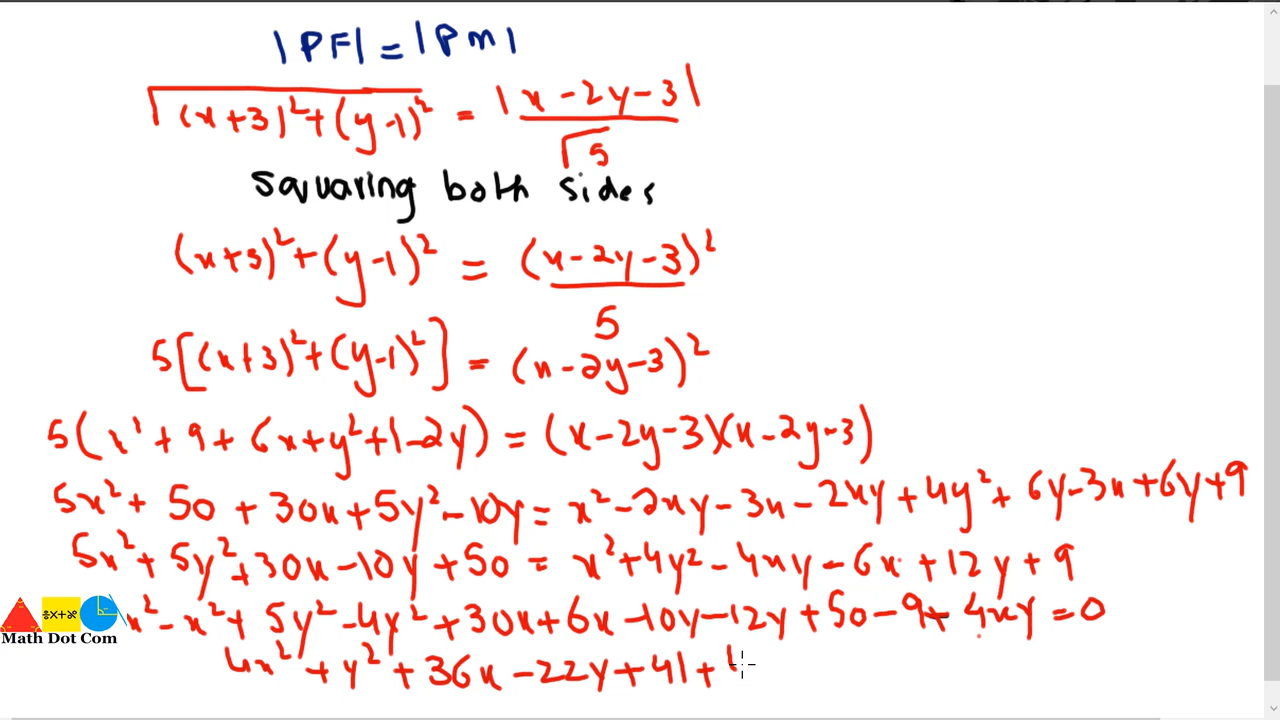 |PF| = |PM|
√(x+3)²+(y-1)² = |x-2y-3| / √5
squaring both sides
(x+3)²+(y-1)² = (x-2y-3)² / 5
5[(x+3)²+(y-1)²] = (x-2y-3)²
5(x²+9+6x+y²+1-2y) = (x-2y-3)(x-2y-3)
5x²+50+30x+5y²-10y = x²-2xy-3x-2xy+4y²+6y-3x+6y+9
5x²+5y²+30x-10y+50 = x²+4y²-4xy-6x+12y+9
x²-x²+5y²-4y²+30x+6x-10y-12y+50-9+4xy=0
4x²+y²+36x-22y+41+
÷x+%
Math Dot Com